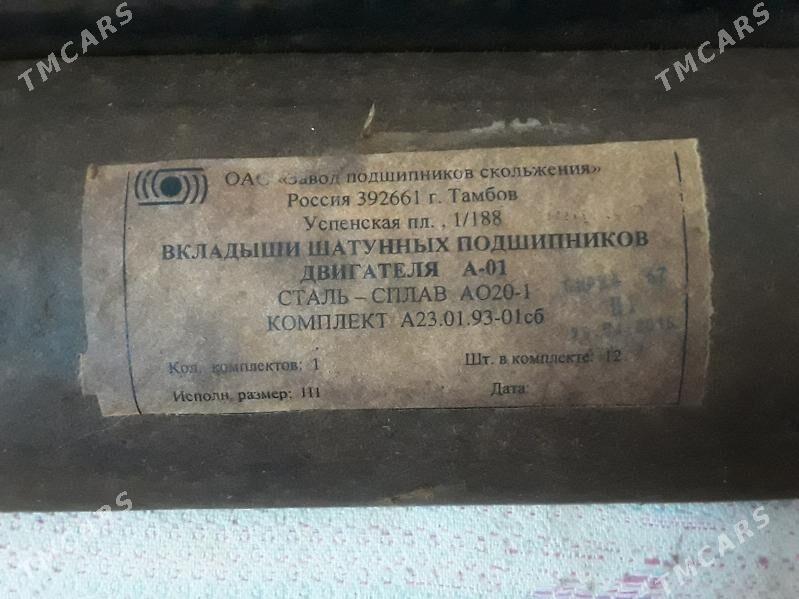 TMCARS
TMCARS
ОАО «Завод подшипников скольжения»
Россия 392661 г. Тамбов
Успенская пл. , 1/188
ВКЛАДЫШИ ШАТУННЫХ ПОДШИПНИКОВ
ДВИГАТЕЛЯ А-01
СТАЛЬ – СПЛАВ АО20-1
КОМПЛЕКТ А23.01.93-01сб
Кол. комплектов: 1 Шт. в комплекте: 12
Исполн. размер: Н1 Дата:
TMCARS
TMCARS